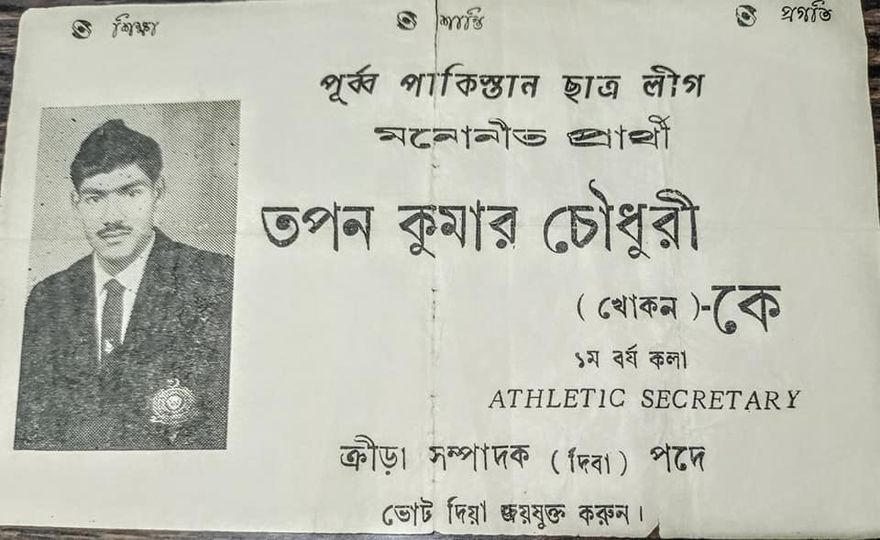 শিক্ষা শান্তি প্রগতি
পূর্ব্ব পাকিস্তান ছাত্র লীগ
মনোনীত প্রার্থী
তপন কুমার চৌধুরী
( খোকন )-কে
১ম বর্ষ কলা
ATHLETIC SECRETARY
ক্রীড়া সম্পাদক ( দিবা ) পদে
ভোট দিয়া জয়যুক্ত করুন।